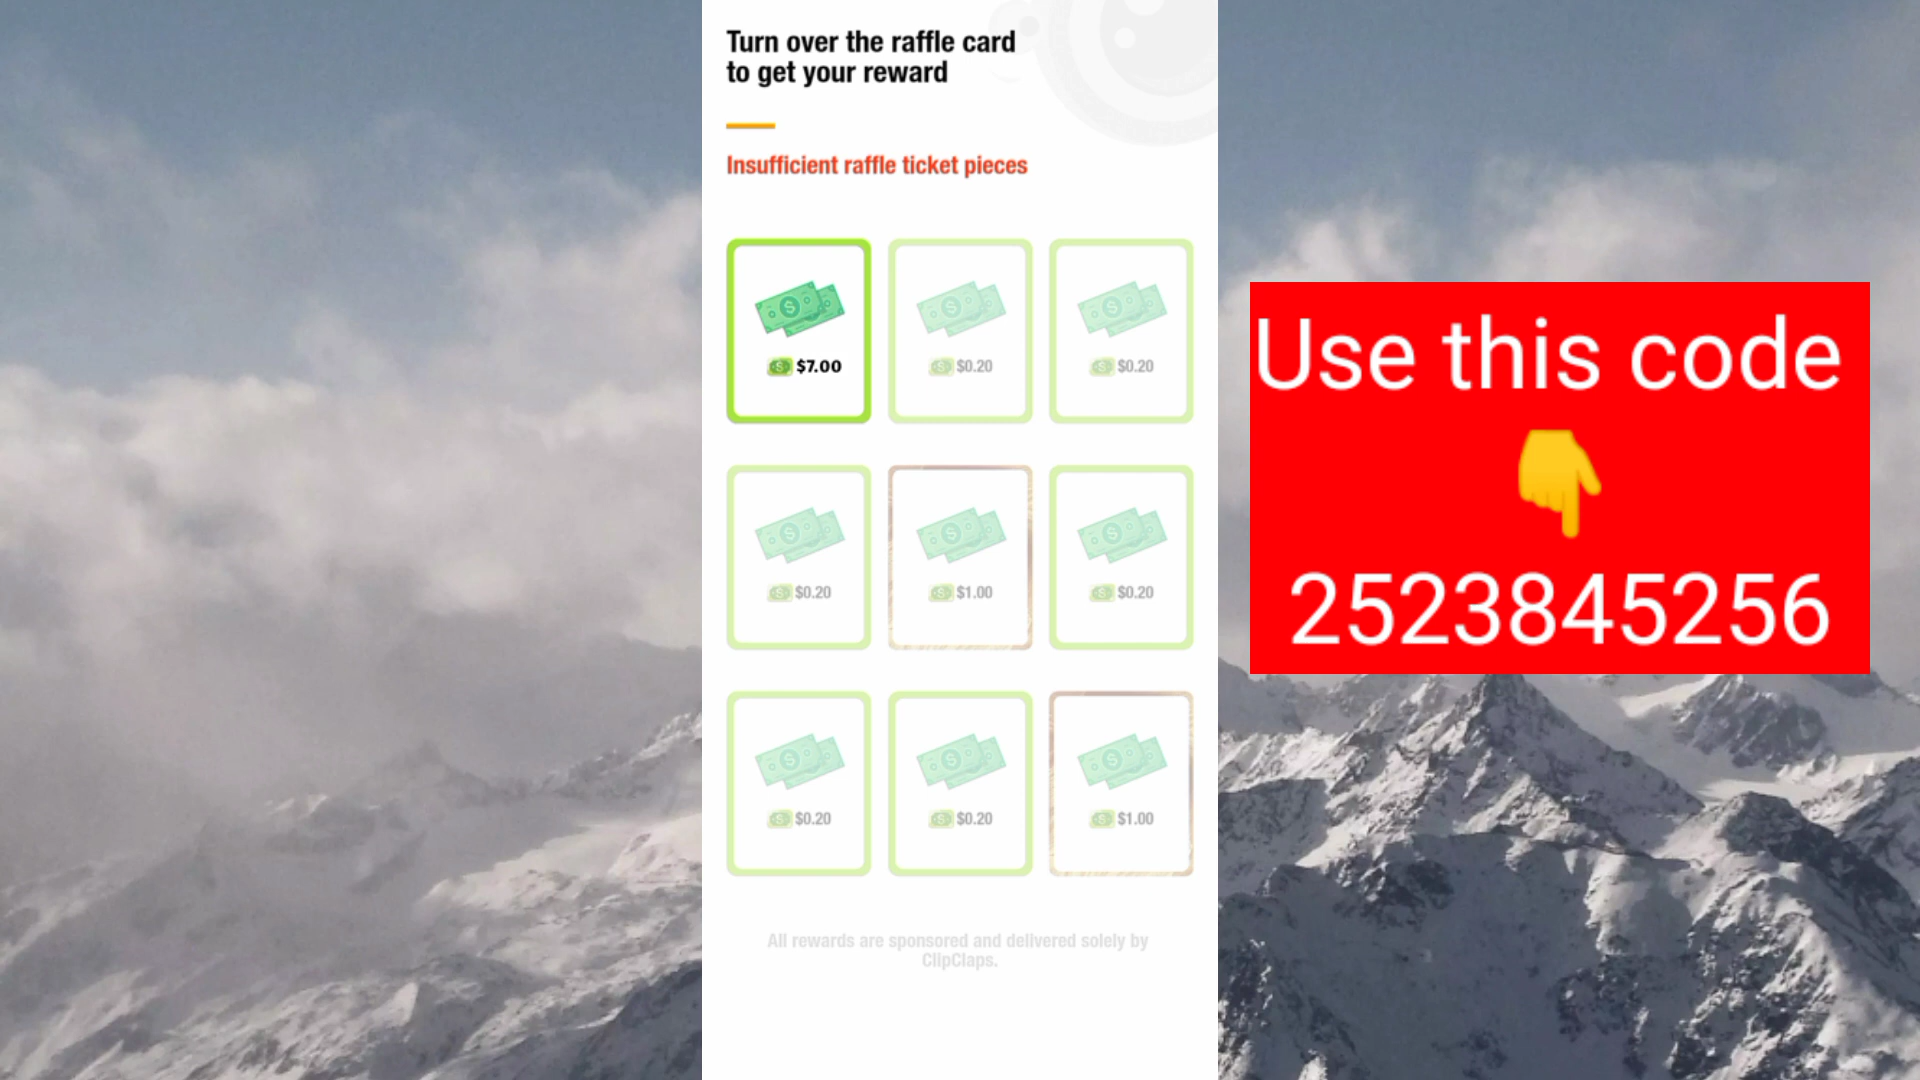 Turn over the raffle card
to get your reward
Insufficient raffle ticket pieces
$7.00
$0.20
$0.20
$0.20
$1.00
$0.20
$0.20
$0.20
$1.00
All rewards are sponsored and delivered solely by
ClipClaps.
Use this code
👇
2523845256